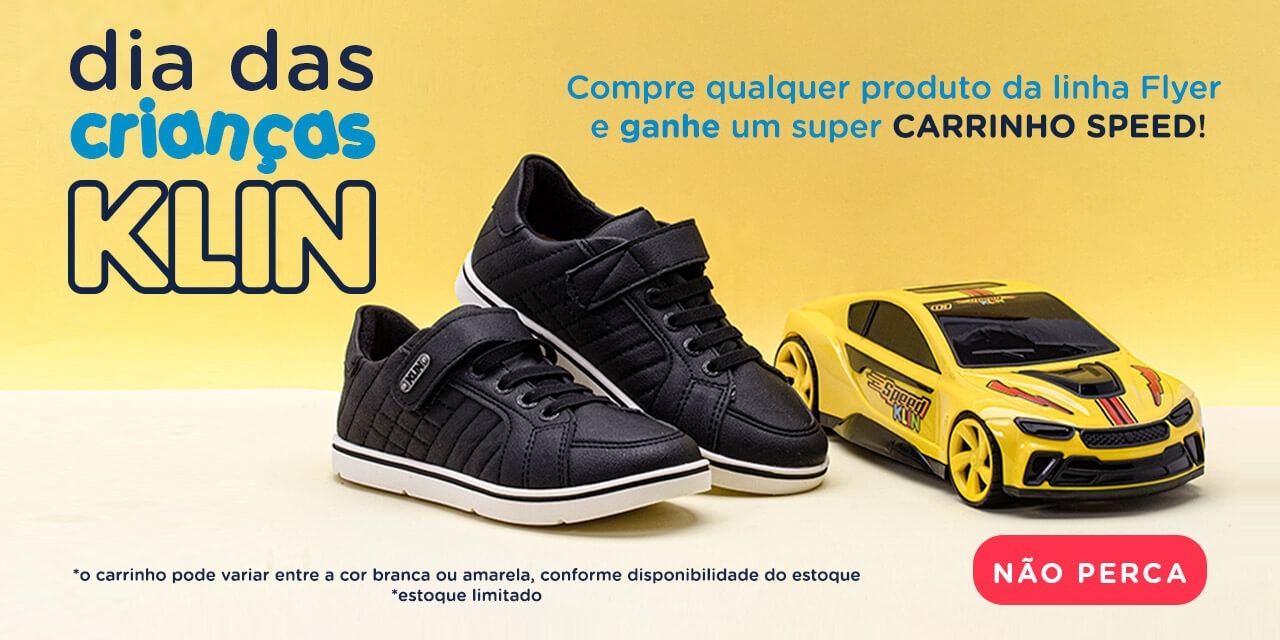 dia das
crianças
KLIN
Compre qualquer produto da linha Flyer
e ganhe um super CARRINHO SPEED!
KLIN
Speed
KLIN
*o carrinho pode variar entre a cor branca ou amarela, conforme disponibilidade do estoque
*estoque limitado
NÃO PERCA